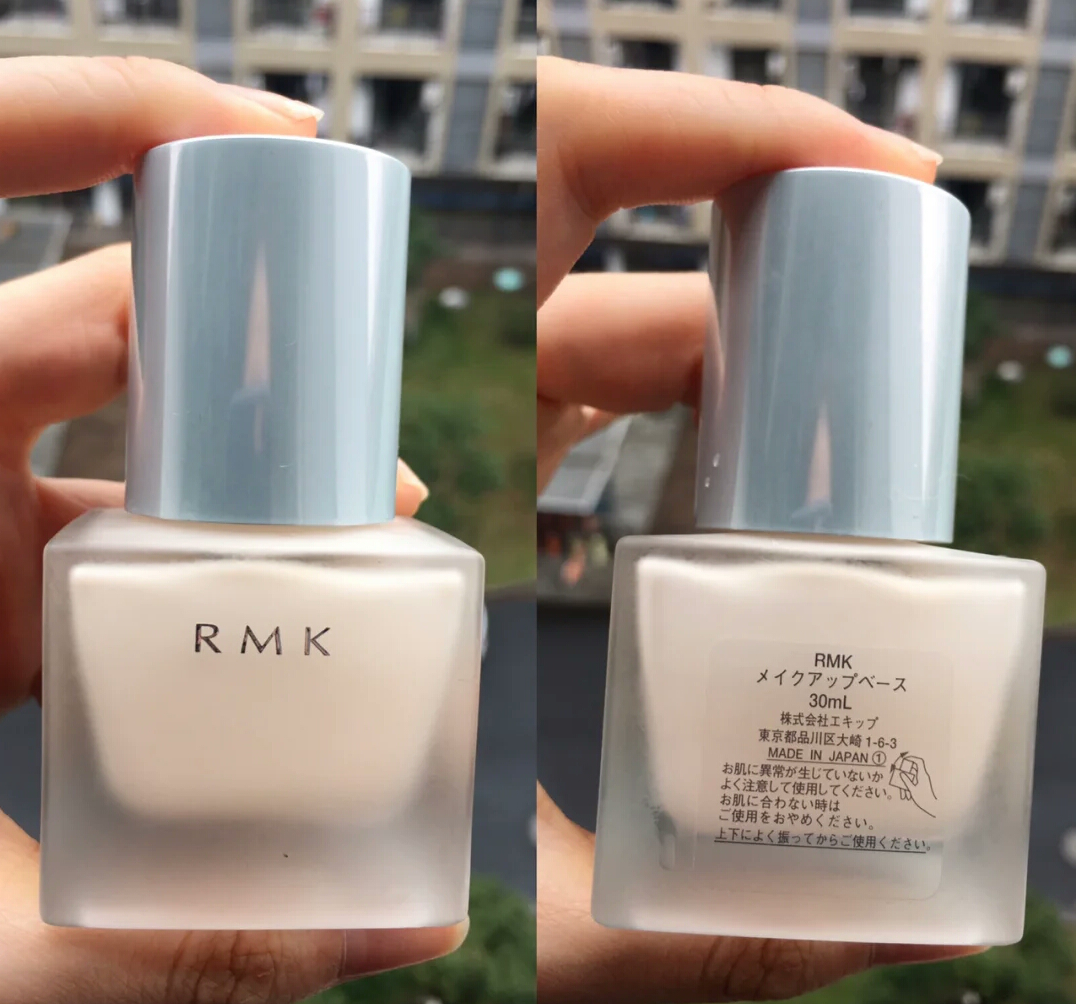 RMK
RMK
メイクアップベース
30mL
株式会社エキップ
東京都品川区大崎1-6-3
MADE IN JAPAN ①
お肌に異常が生じていないか
よく注意して使用してください。
お肌に合わない時は
ご使用をおやめください。
上下によく振ってからご使用ください。